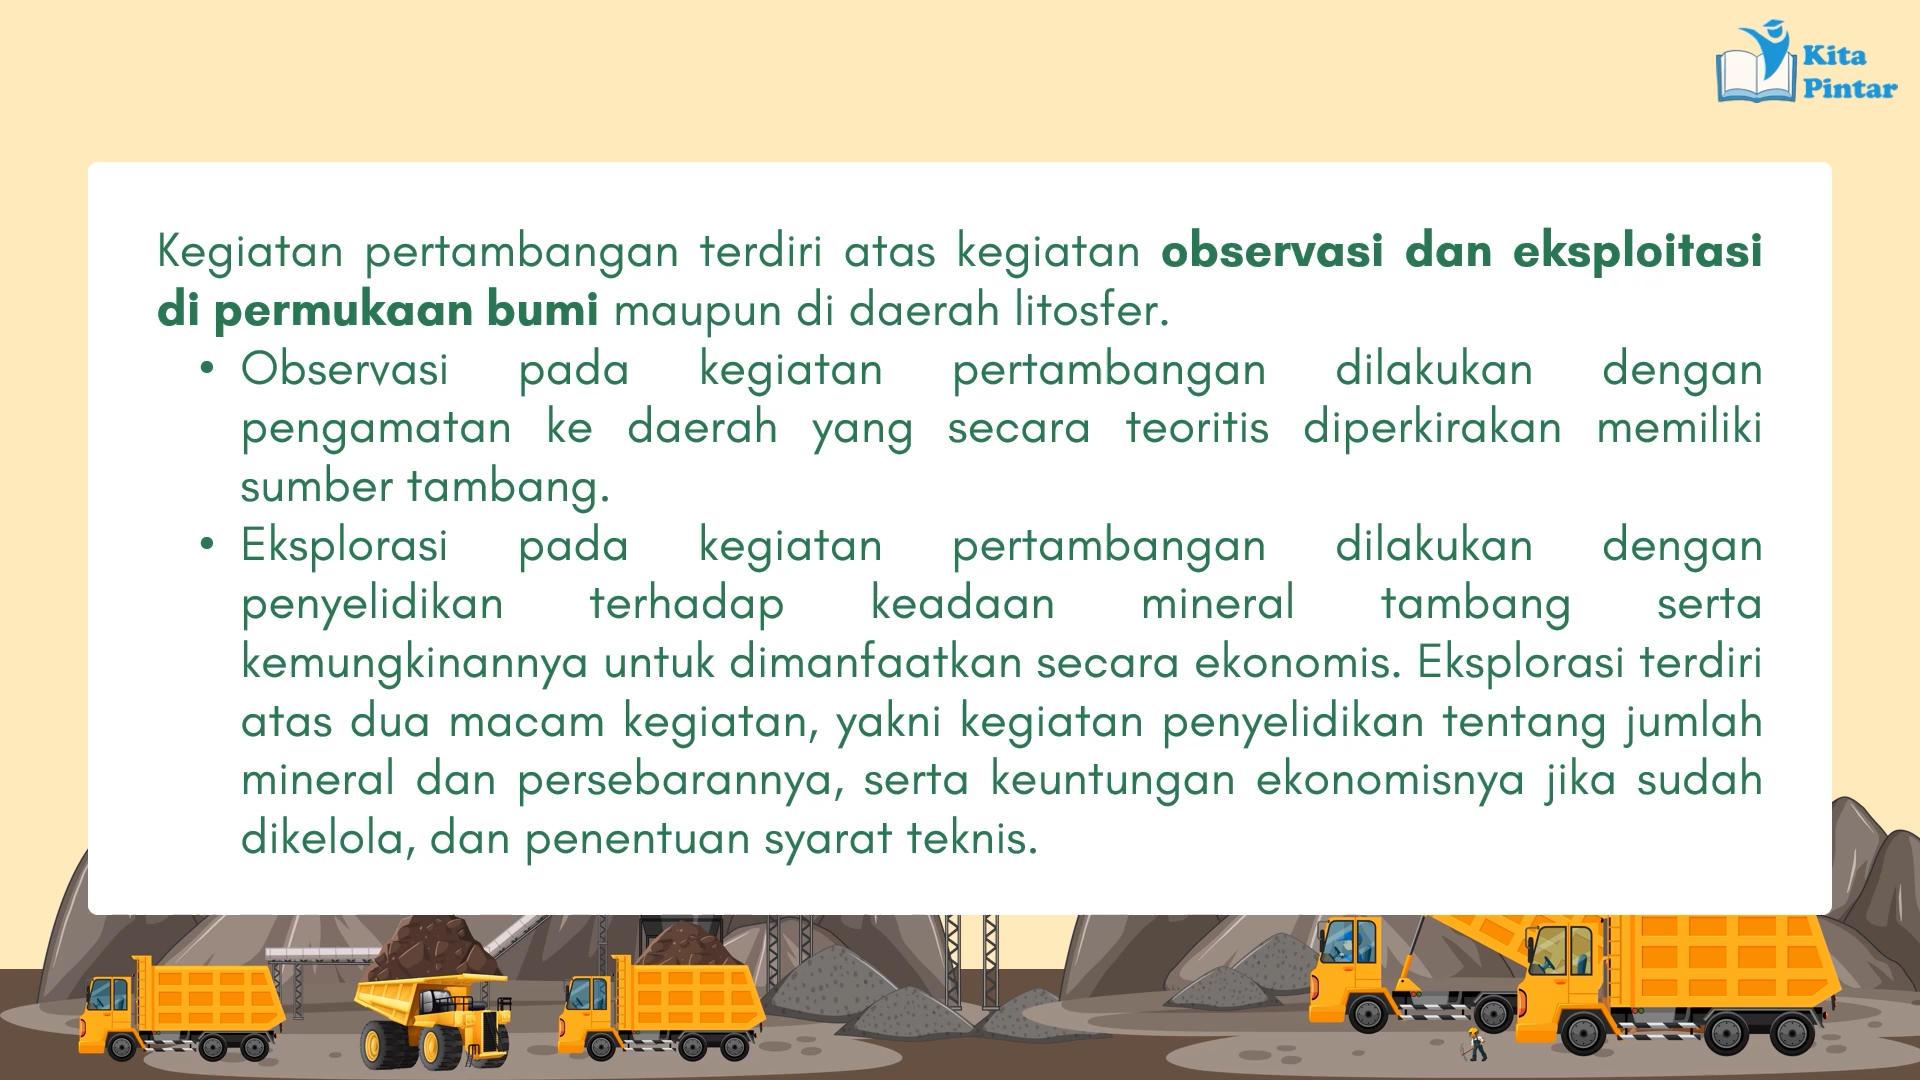 Kita
Pintar
Kegiatan pertambangan terdiri atas kegiatan observasi dan eksploitasi
di permukaan bumi maupun di daerah litosfer.
• Observasi pada kegiatan pertambangan dilakukan dengan
pengamatan ke daerah yang secara teoritis diperkirakan memiliki
sumber tambang.
• Eksplorasi pada kegiatan pertambangan dilakukan dengan
penyelidikan terhadap keadaan mineral tambang serta
kemungkinannya untuk dimanfaatkan secara ekonomis. Eksplorasi terdiri
atas dua macam kegiatan, yakni kegiatan penyelidikan tentang jumlah
mineral dan persebarannya, serta keuntungan ekonomisnya jika sudah
dikelola, dan penentuan syarat teknis.